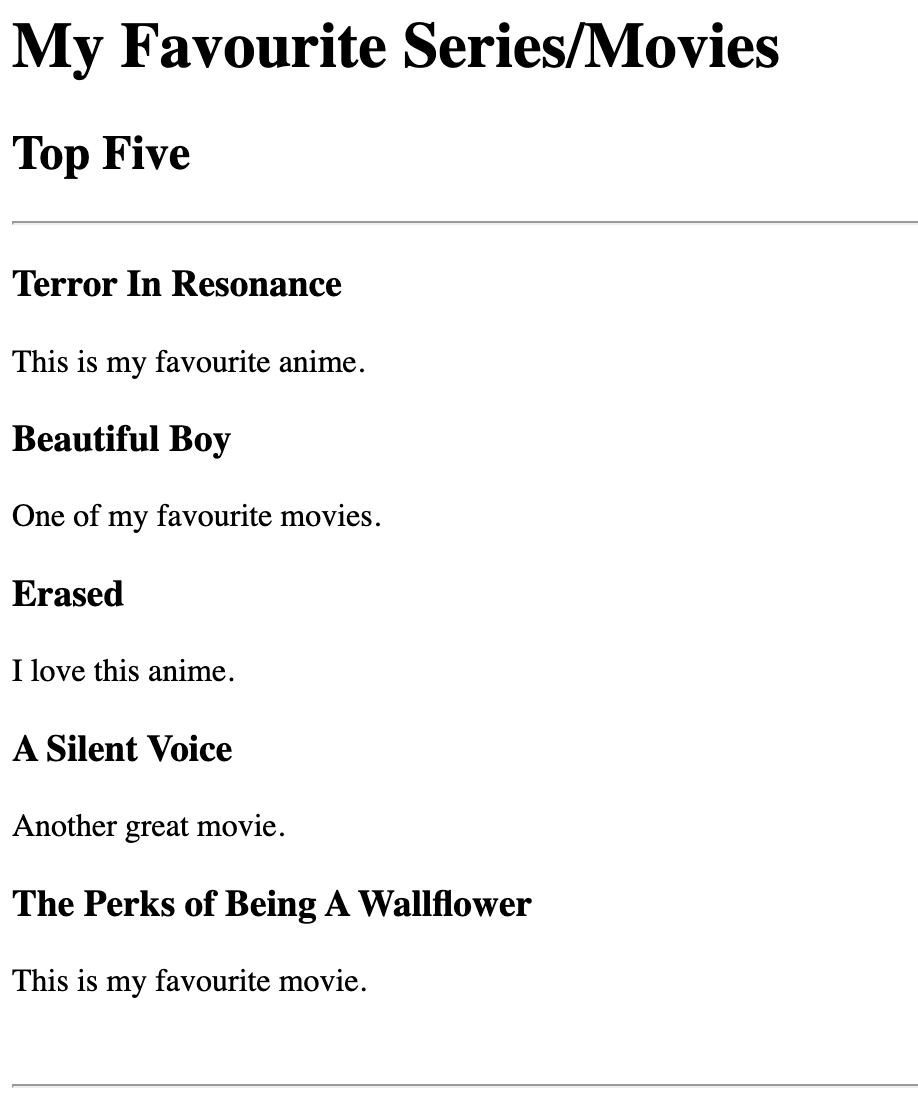 My Favourite Series/Movies
Top Five
Terror In Resonance
This is my favourite anime.
Beautiful Boy
One of my favourite movies.
Erased
I love this anime.
A Silent Voice
Another great movie.
The Perks of Being A Wallflower
This is my favourite movie.